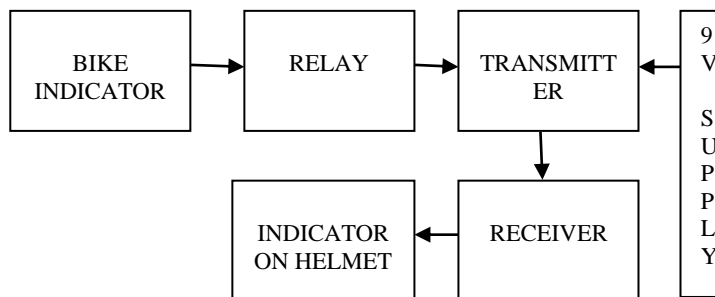 BIKE
INDICATOR
RELAY
TRANSMITT
ER
9
V
S
U
P
P
L
Y
INDICATOR
ON HELMET
RECEIVER